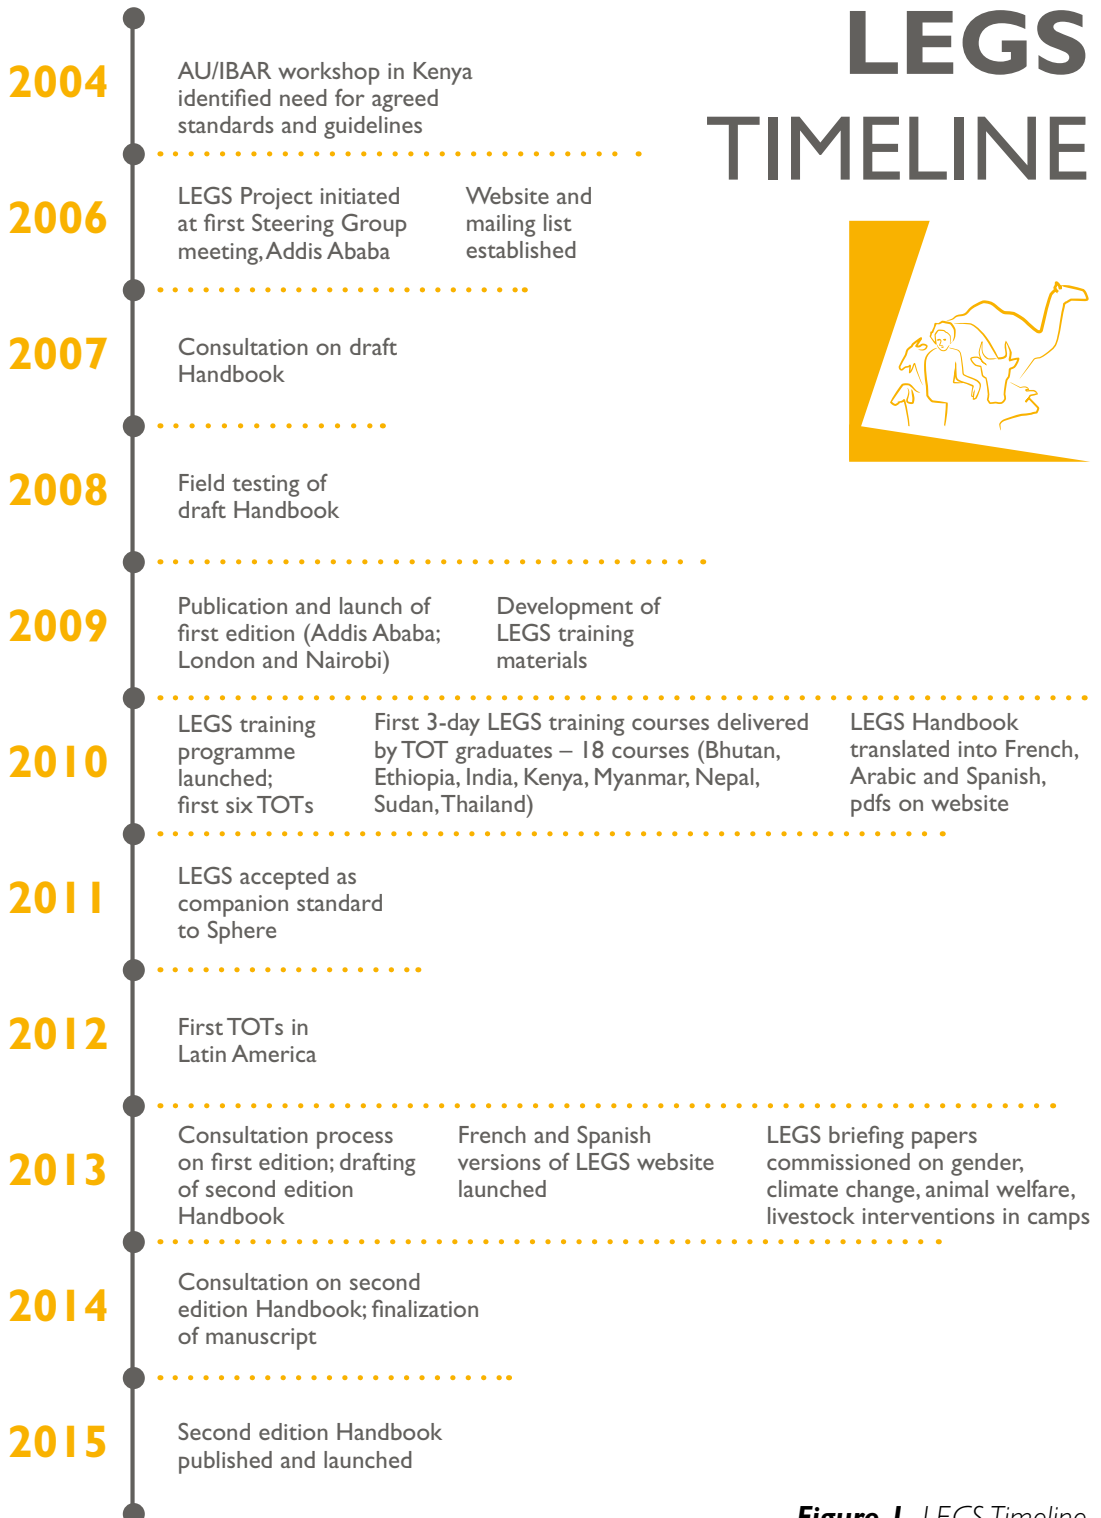 LEGS
TIMELINE
2004
AU/IBAR workshop in Kenya
identified need for agreed
standards and guidelines
2006
LEGS Project initiated
at first Steering Group
meeting, Addis Ababa
Website and
mailing list
established
2007
Consultation on draft
Handbook
2008
Field testing of
draft Handbook
2009
Publication and launch of
first edition (Addis Ababa;
London and Nairobi)
Development of
LEGS training
materials
2010
LEGS training
programme
launched;
first six TOTs
First 3-day LEGS training courses delivered
by TOT graduates – 18 courses (Bhutan,
Ethiopia, India, Kenya, Myanmar, Nepal,
Sudan, Thailand)
LEGS Handbook
translated into French,
Arabic and Spanish,
pdfs on website
2011
LEGS accepted as
companion standard
to Sphere
2012
First TOTs in
Latin America
2013
Consultation process
on first edition; drafting
of second edition
Handbook
French and Spanish
versions of LEGS website
launched
LEGS briefing papers
commissioned on gender,
climate change, animal welfare,
livestock interventions in camps
2014
Consultation on second
edition Handbook; finalization
of manuscript
2015
Second edition Handbook
published and launched
Figure 1. LEGS Timeline